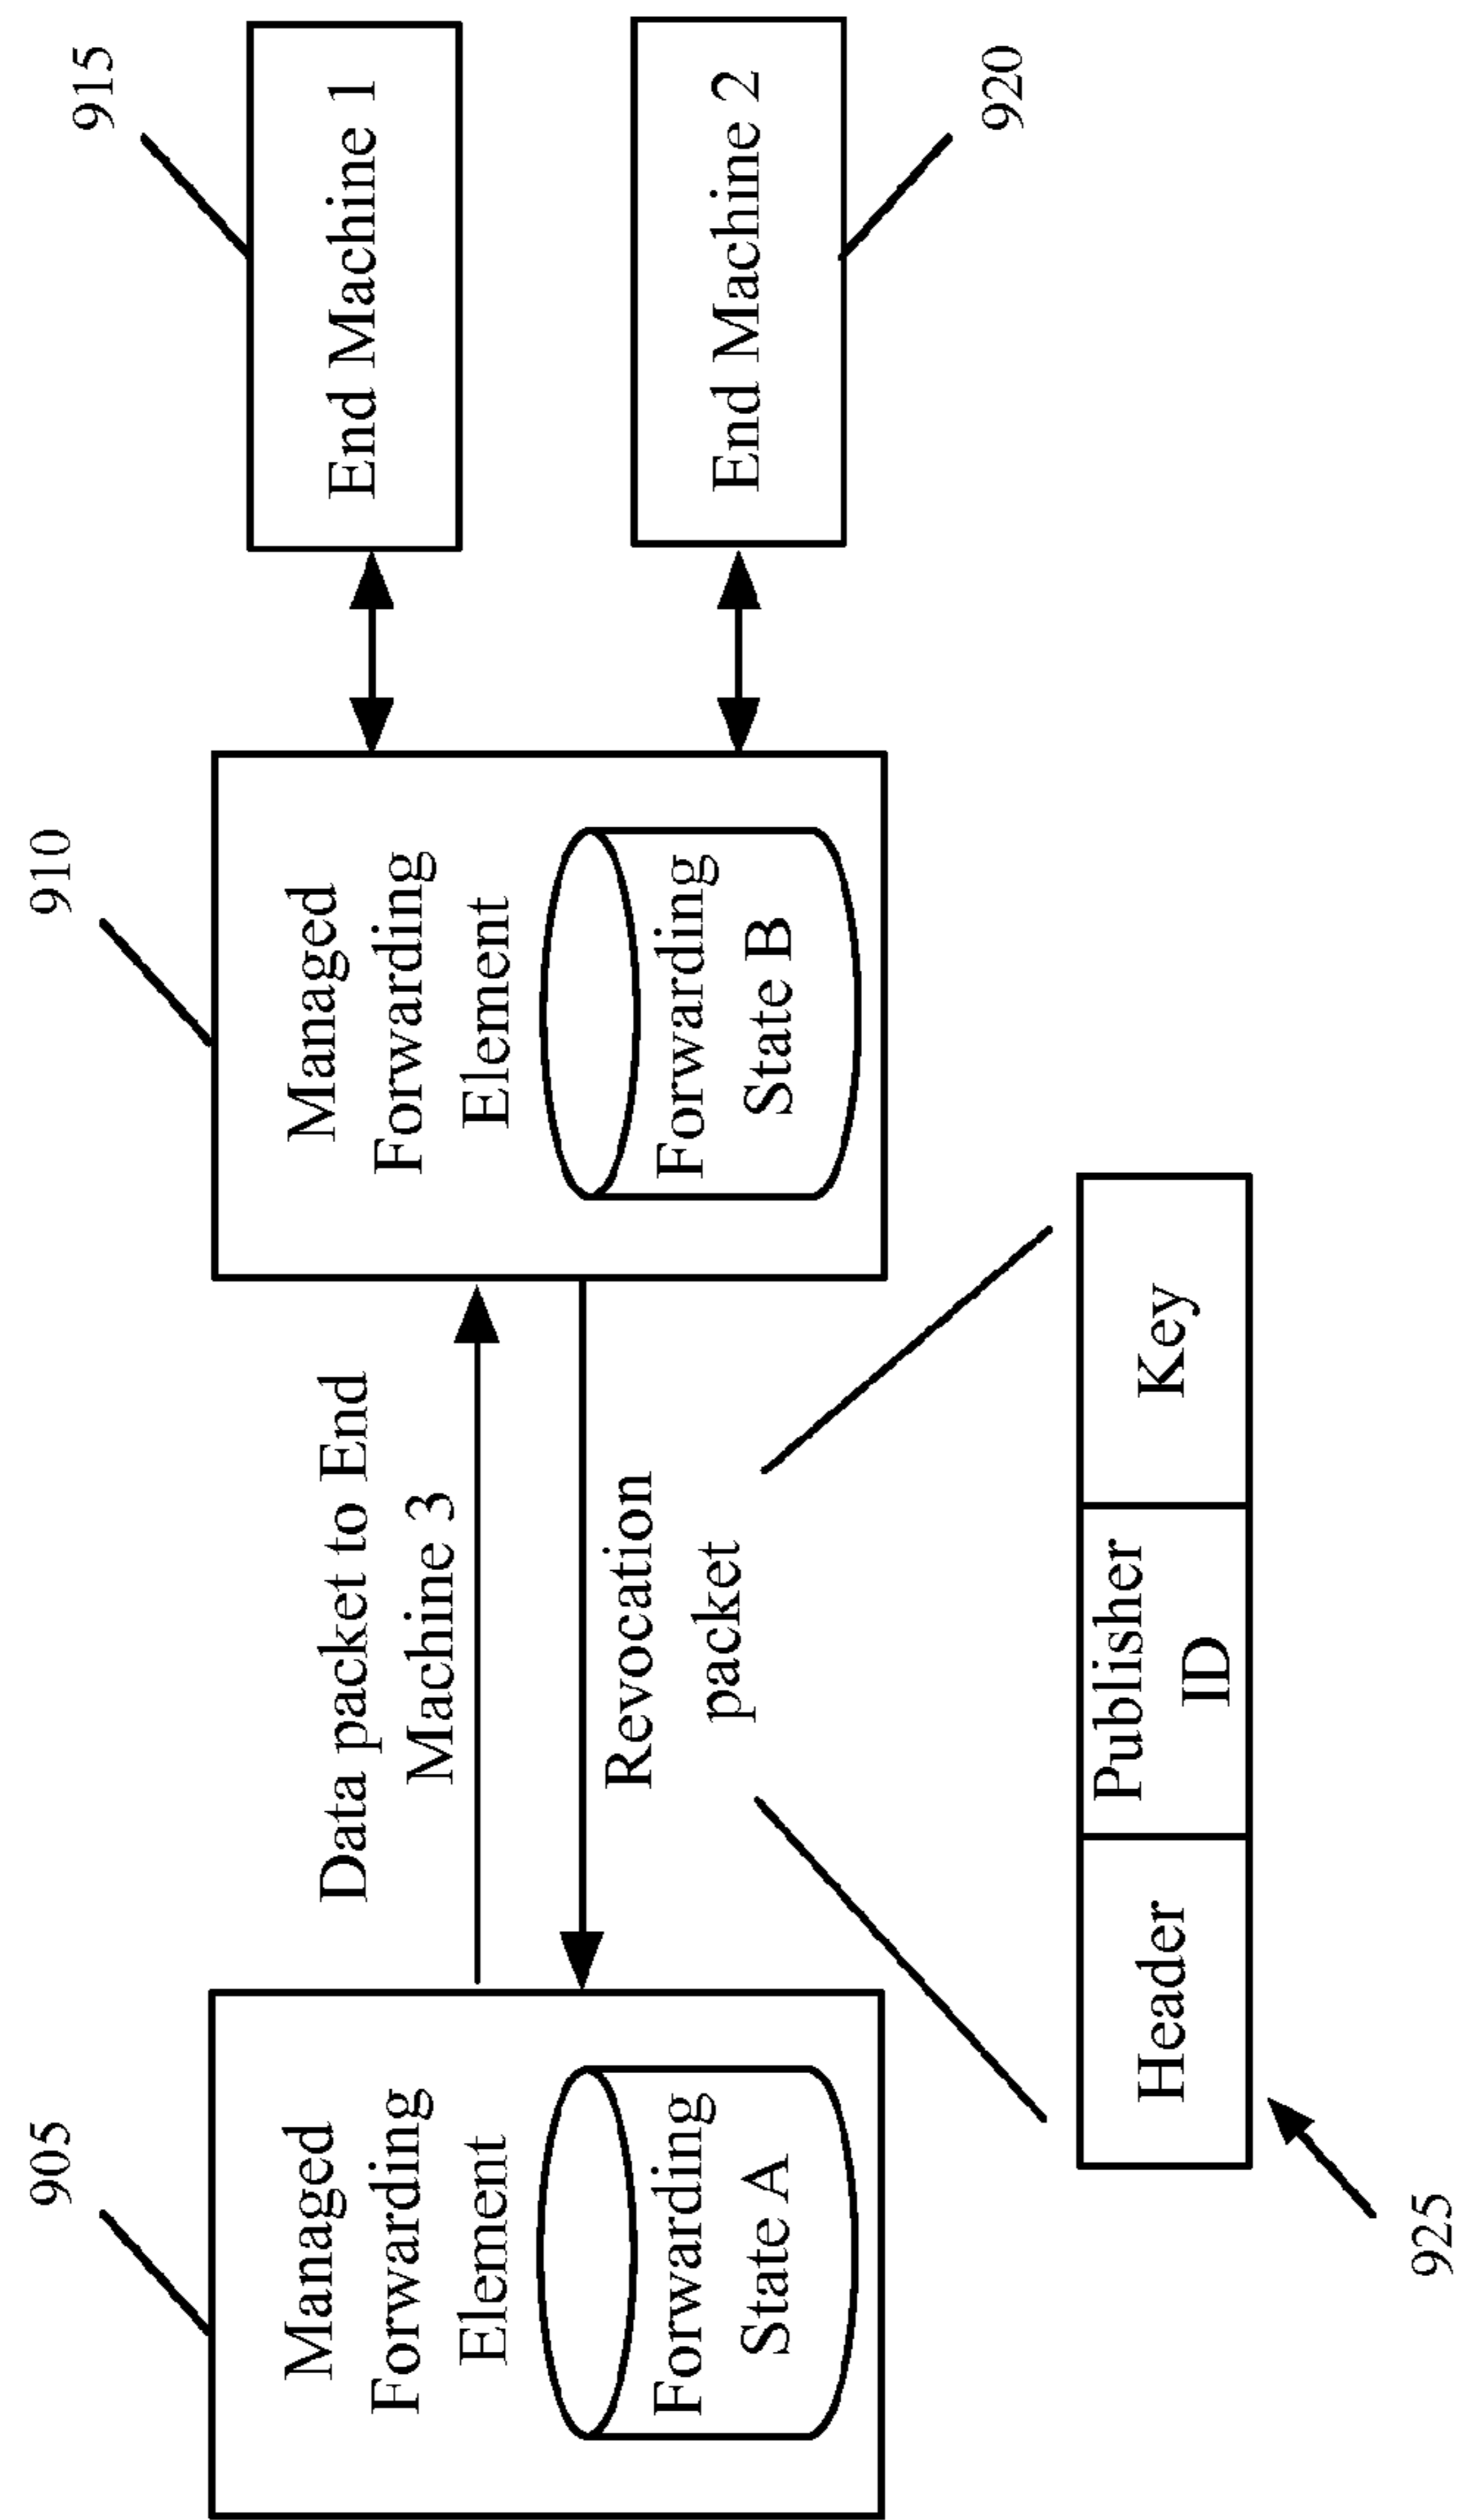 905
Managed
Forwarding
Element
Forwarding
State A
Data packet to End
Machine 3
Revocation
packet
910
Managed
Forwarding
Element
Forwarding
State B
915
End Machine 1
End Machine 2
920
Header
Publisher
ID
Key
925